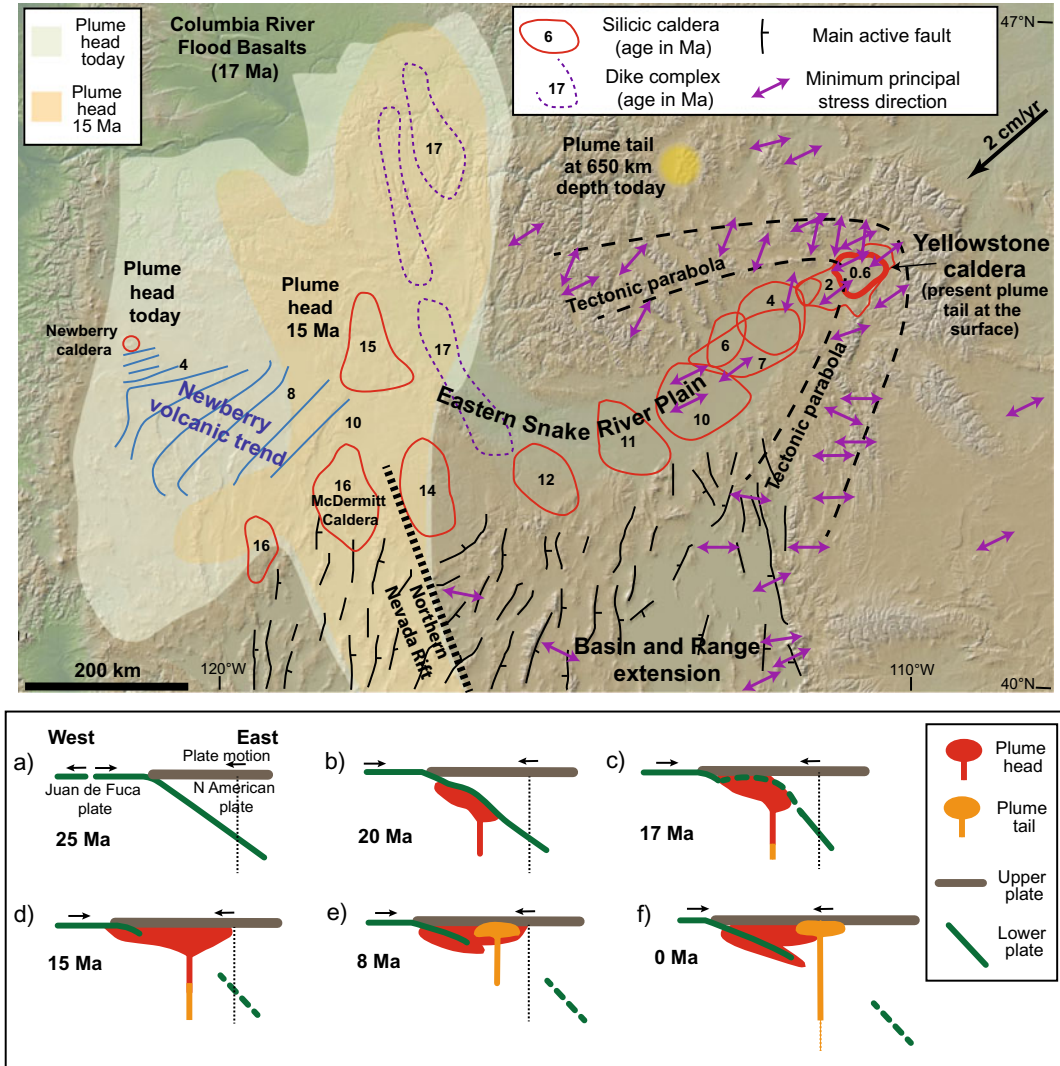 Plume
head
today
Plume
head
15 Ma
Columbia River
Flood Basalts
(17 Ma)
6
Silicic caldera
(age in Ma)
17
Dike complex
(age in Ma)
Main active fault
Minimum principal
stress direction
47°N
2 cm/yr
17
Plume tail
at 650 km
depth today
Tectonic parabola
Yellowstone
caldera
(present plume
tail at the
surface)
0.6
2
4
6
7
Plume
head
today
Plume
head
15 Ma
Newberry
caldera
4
8
10
Newberry
volcanic trend
15
17
Eastern Snake River Plain
10
11
12
Tectonic parabola
16
McDermitt
Caldera
14
16
Northern
Nevada Rift
Basin and Range
extension
200 km
120°W
110°W
40°N
a)
West
East
Plate motion
Juan de Fuca
plate
N American
plate
25 Ma
b)
20 Ma
c)
17 Ma
d)
15 Ma
e)
8 Ma
f)
0 Ma
Plume
head
Plume
tail
Upper
plate
Lower
plate